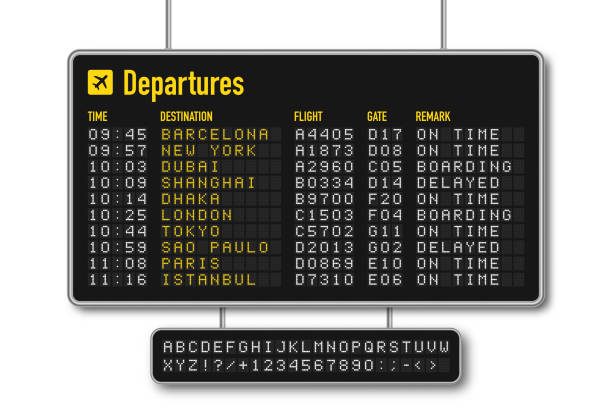 Departures
TIME DESTINATION FLIGHT GATE REMARK
09:45 BARCELONA A4405 D17 ON TIME
09:57 NEW YORK A1873 D08 ON TIME
10:03 DUBAI A2960 C05 BOARDING
10:09 SHANGHAI B0334 D14 DELAYED
10:14 DHAKA B9700 F20 ON TIME
10:25 LONDON C1503 F04 BOARDING
10:44 TOKYO C5702 G11 ON TIME
10:59 SAO PAULO D2013 G02 DELAYED
11:08 PARIS D0869 E10 ON TIME
11:16 ISTANBUL D7310 E06 ON TIME
ABCDEFGHIJKLMNOPQRSTUVW
XYZ!?/+1234567890:;-<>